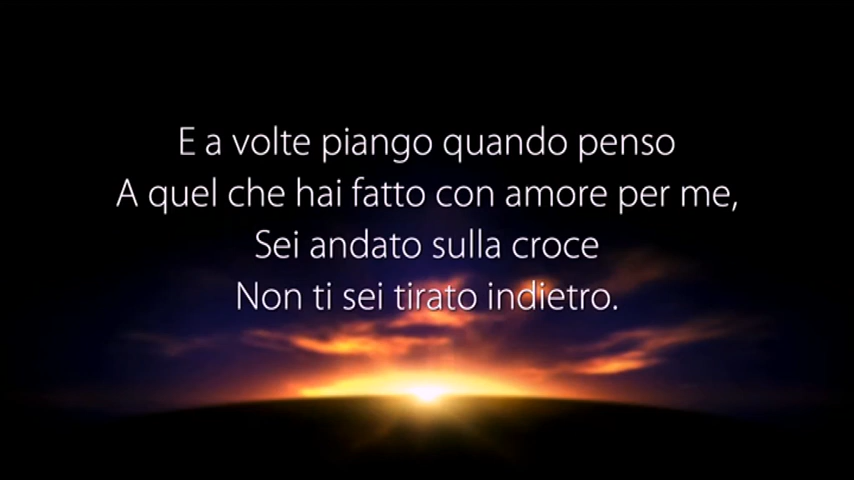 E a volte piango quando penso
A quel che hai fatto con amore per me,
Sei andato sulla croce
Non ti sei tirato indietro.